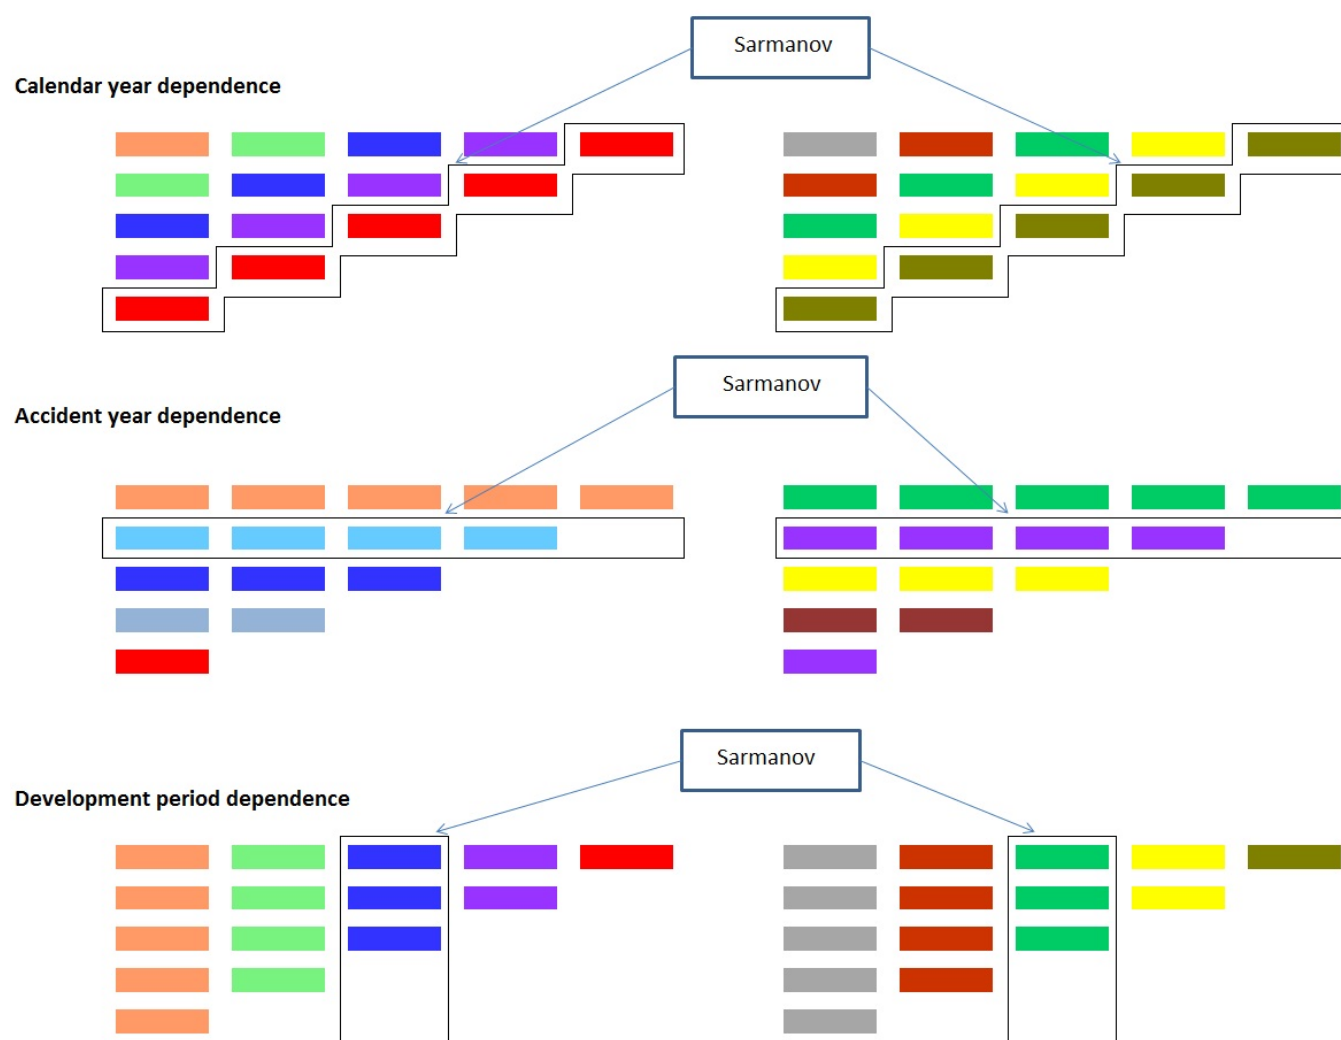 Sarmanov
Calendar year dependence
Sarmanov
Accident year dependence
Sarmanov
Development period dependence